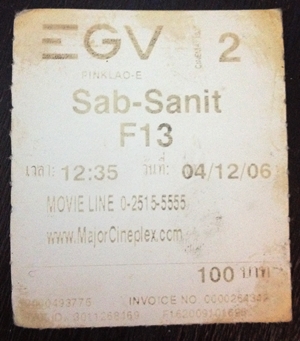 EGV 2
PINKLAO-E
Sab-Sanit
F13
เวลา: 12:35 วันที่: 04/12/06
MOVIE LINE 0-2515-5555
www.MajorCineplex.com
100 บาท
INVOICE NO.